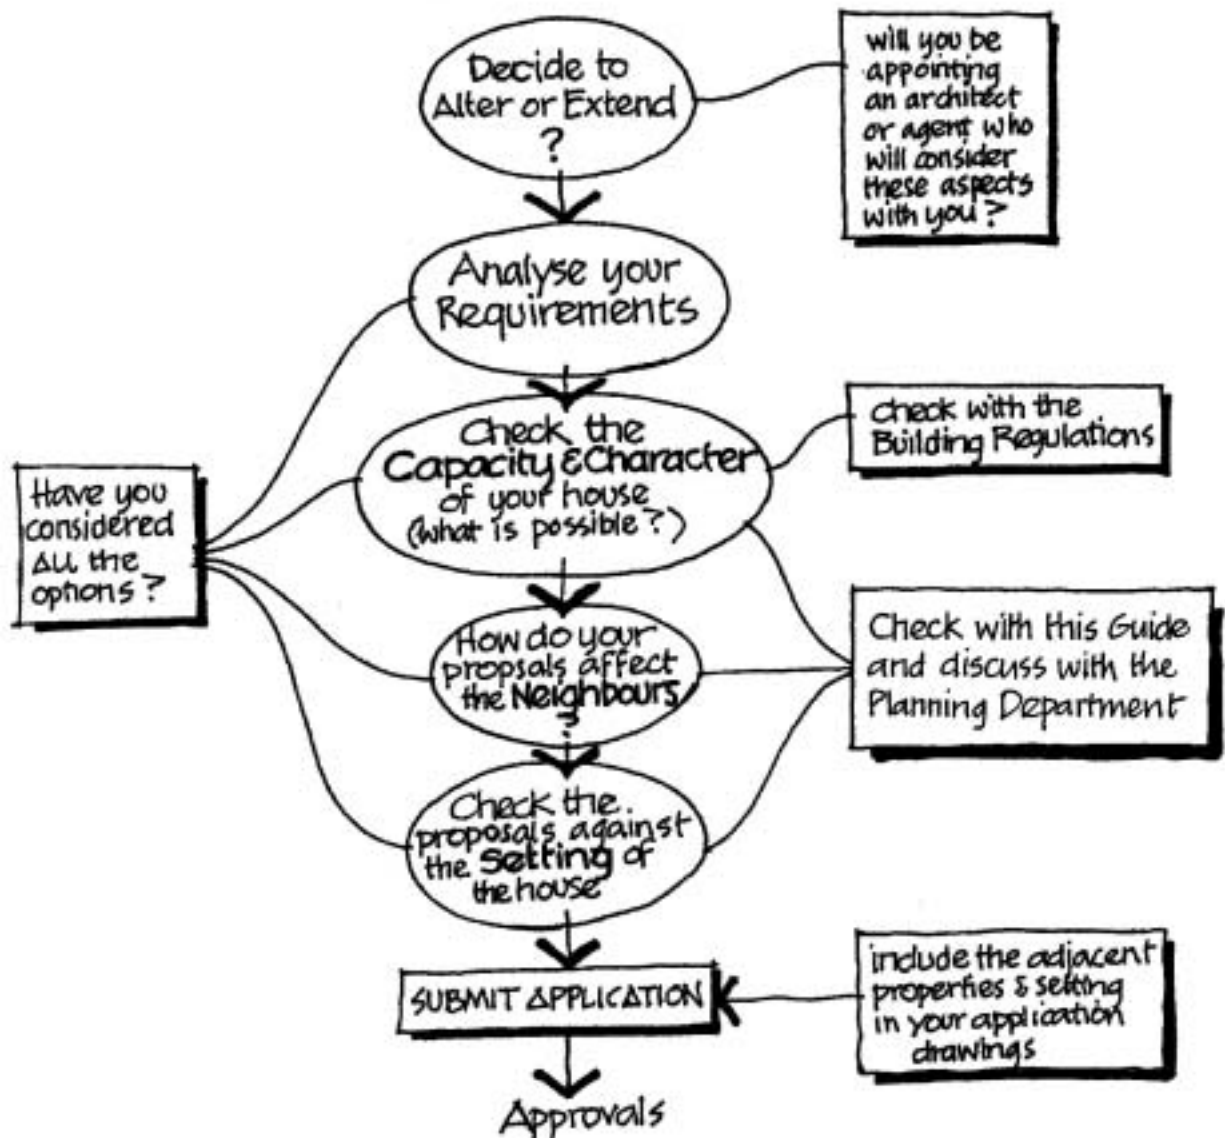 Decide to
Alter or Extend
?
will you be
appointing
an architect
or agent who
will consider
these aspects
with you?
Analyse your
Requirements
Check the
Capacity & Character
of your house
(what is possible?)
check with the
Building Regulations
Have you
considered
All the
options?
How do your
propsals affect
the Neighbours
?
Check with this Guide
and discuss with the
Planning Department
Check the.
proposals against
the Setting of
the house
SUBMIT APPLICATION
include the adjacent
properties & setting
in your application
drawings
Approvals